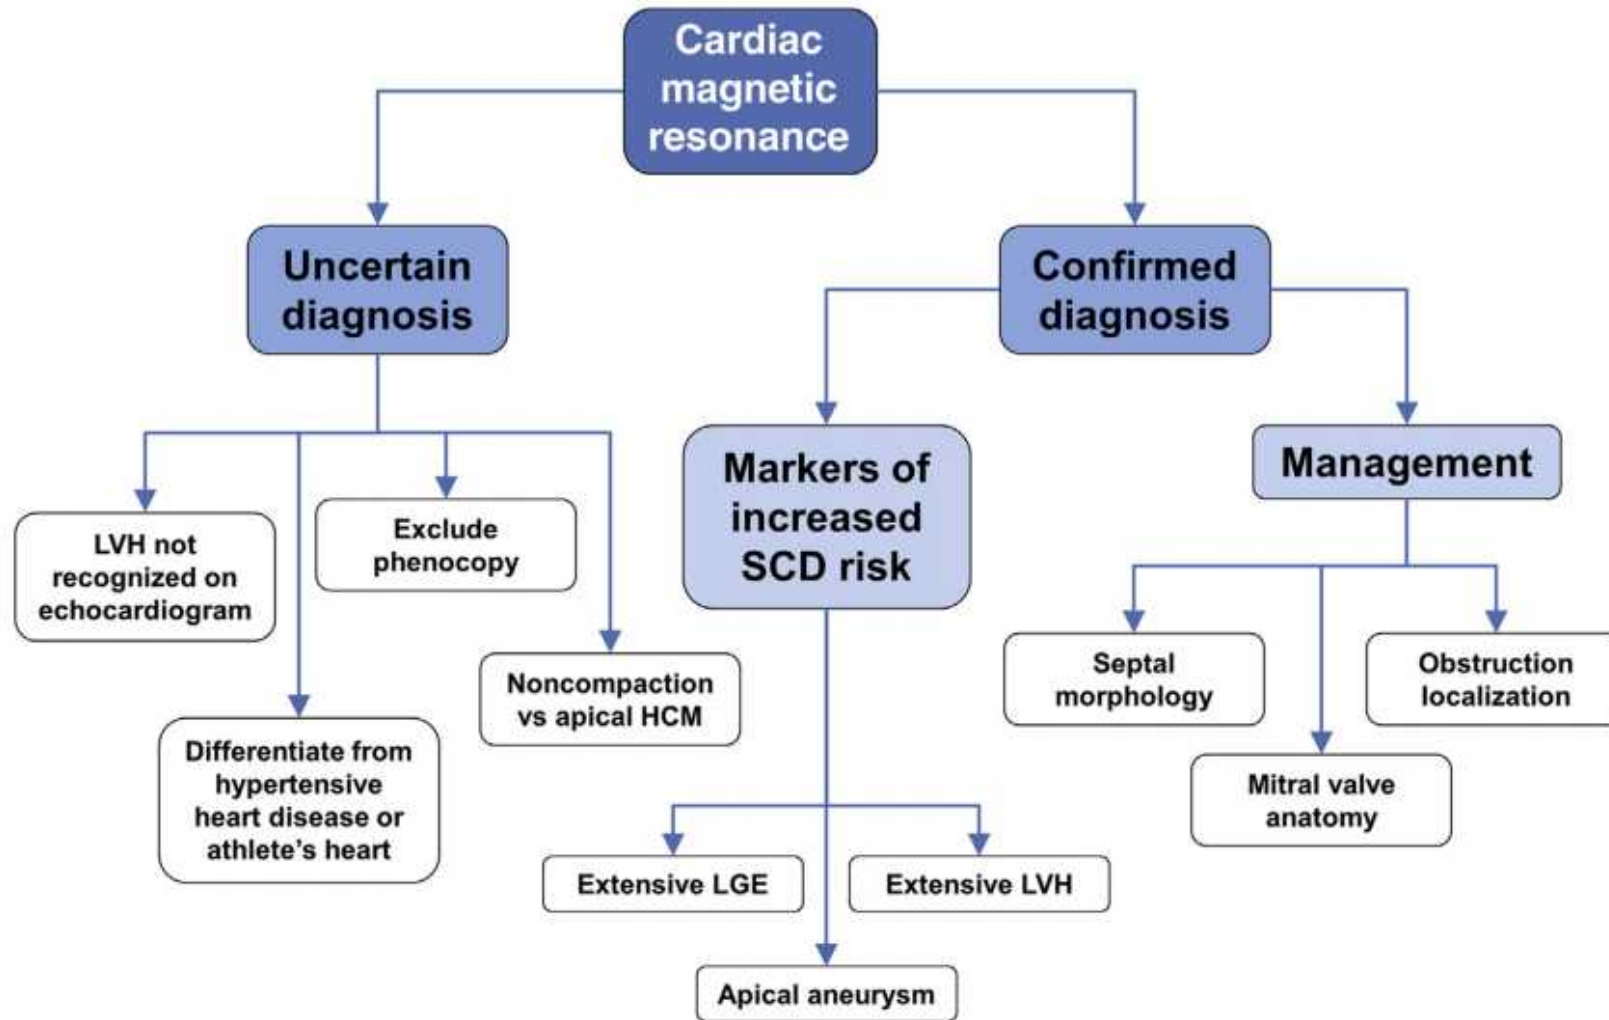 Cardiac
magnetic
resonance
Uncertain
diagnosis
Confirmed
diagnosis
LVH not
recognized on
echocardiogram
Exclude
phenocopy
Differentiate from
hypertensive
heart disease or
athlete's heart
Noncompaction
vs apical HCM
Markers of
increased
SCD risk
Management
Extensive LGE
Extensive LVH
Apical aneurysm
Septal
morphology
Obstruction
localization
Mitral valve
anatomy